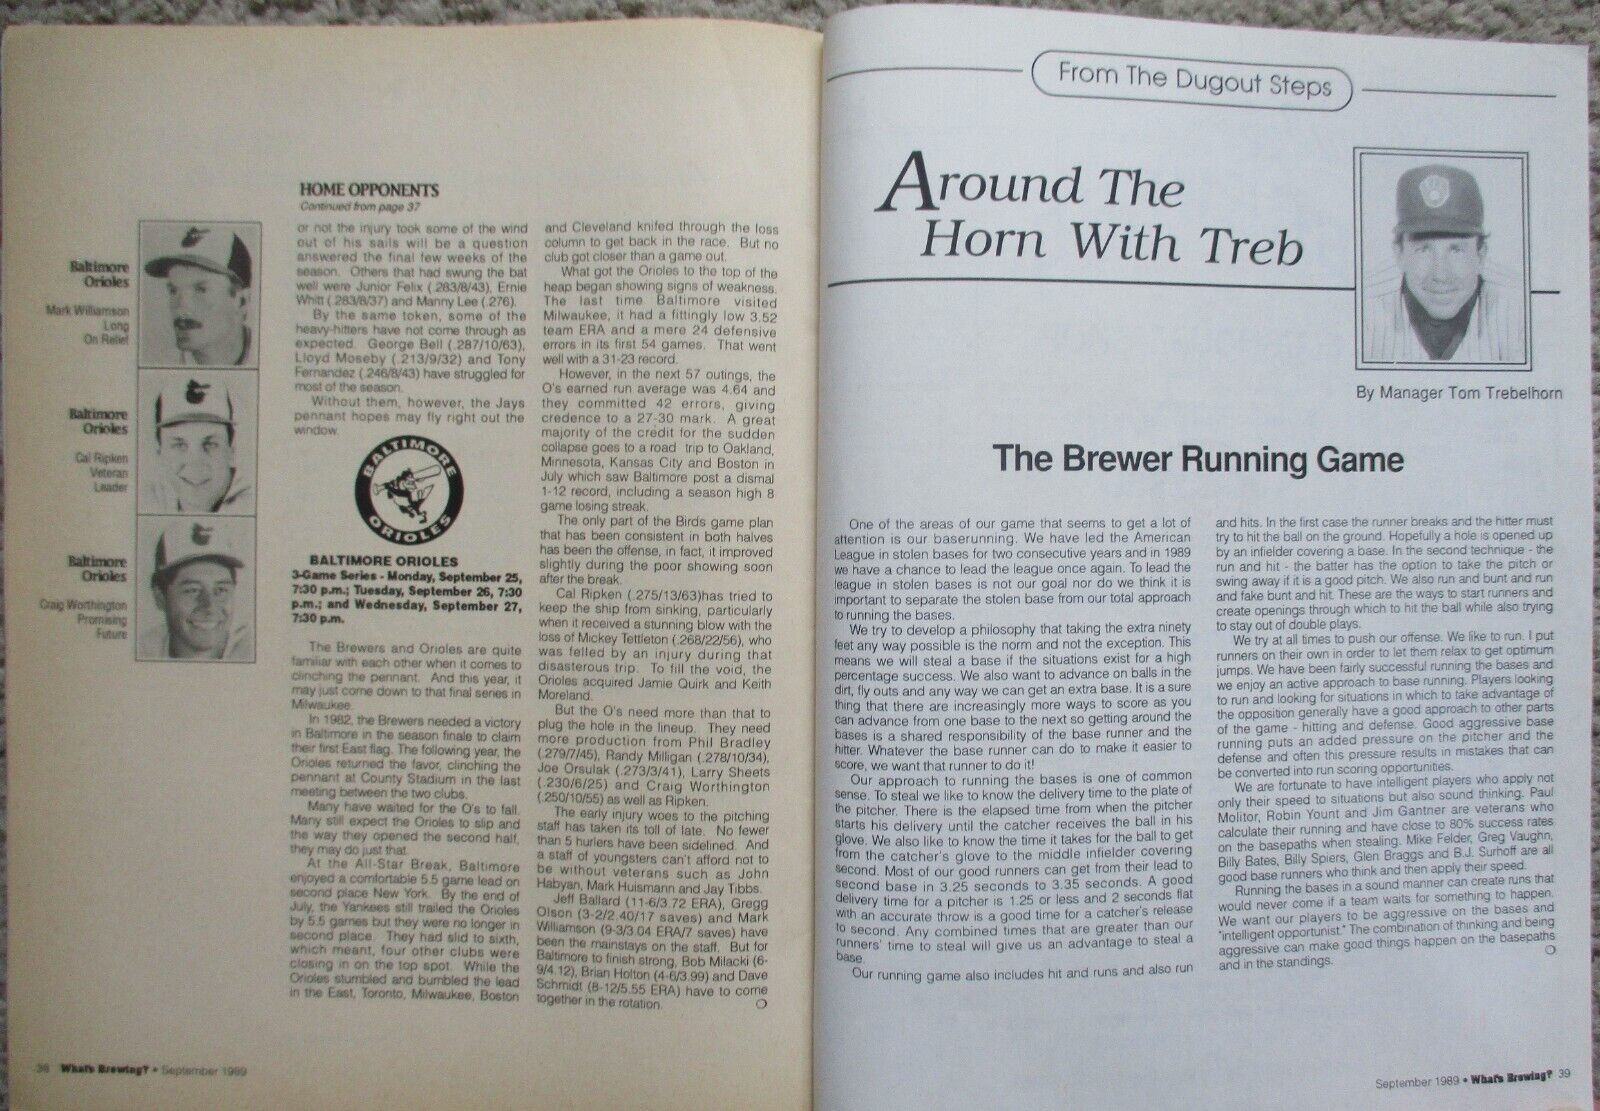 HOME OPPONENTS
Continued from page 37
Baltimore
Orioles
Mark Williamson
Long
On Relief
Baltimore
Orioles
Cal Ripken
Veteran
Leader
Baltimore
Orioles
Craig Worthington
Promising
Future
or not the injury took some of the wind
out of his sails will be a question
answered the final few weeks of the
season. Others that had swung the bat
well were Junior Felix (.283/8/43), Ernie
Whitt (.283/8/37) and Manny Lee (.276).
By the same token, some of the
heavy-hitters have not come through as
expected. George Bell (.287/10/63),
Lloyd Moseby (.213/9/32) and Tony
Fernandez (.246/8/43) have struggled for
most of the season.
Without them, however, the Jays
pennant hopes may fly right out the
window.
BALTIMORE
ORIOLES
BALTIMORE ORIOLES
3-Game Series - Monday, September 25,
7:30 p.m.; Tuesday, September 26, 7:30
p.m.; and Wednesday, September 27,
7:30 p.m.
The Brewers and Orioles are quite
familiar with each other when it comes to
clinching the pennant. And this year, it
may just come down to that final series in
Milwaukee.
In 1982, the Brewers needed a victory
in Baltimore in the season finale to claim
their first East flag. The following year, the
Orioles returned the favor, clinching the
pennant at County Stadium in the last
meeting between the two clubs.
Many have waited for the O's to fall.
Many still expect the Orioles to slip and
the way they opened the second half,
they may do just that.
At the All-Star Break, Baltimore
enjoyed a comfortable 5.5 game lead on
second place New York. By the end of
July, the Yankees still trailed the Orioles
by 5.5 games but they were no longer in
second place. They had slid to sixth,
which meant, four other clubs were
closing in on the top spot. While the
Orioles stumbled and bumbled the lead
in the East, Toronto, Milwaukee, Boston
and Cleveland knifed through the loss
column to get back in the race. But no
club got closer than a game out.
What got the Orioles to the top of the
heap began showing signs of weakness.
The last time Baltimore visited
Milwaukee, it had a fittingly low 3.52
team ERA and a mere 24 defensive
errors in its first 54 games. That went
well with a 31-23 record.
However, in the next 57 outings, the
O's earned run average was 4.64 and
they committed 42 errors, giving
credence to a 27-30 mark. A great
majority of the credit for the sudden
collapse goes to a road trip to Oakland,
Minnesota, Kansas City and Boston in
July which saw Baltimore post a dismal
1-12 record, including a season high 8
game losing streak.
The only part of the Birds game plan
that has been consistent in both halves
has been the offense, in fact, it improved
slightly during the poor showing soon
after the break.
Cal Ripken (.275/13/63)has tried to
keep the ship from sinking, particularly
when it received a stunning blow with the
loss of Mickey Tettleton (.268/22/56), who
was felled by an injury during that
disasterous trip. To fill the void, the
Orioles acquired Jamie Quirk and Keith
Moreland.
But the O's need more than that to
plug the hole in the lineup. They need
more production from Phil Bradley
(.279/7/45), Randy Milligan (.278/10/34),
Joe Orsulak (.273/3/41), Larry Sheets
(.230/6/25) and Craig Worthington
(.250/10/55) as well as Ripken.
The early injury woes to the pitching
staff has taken its toll of late. No fewer
than 5 hurlers have been sidelined. And
a staff of youngsters can't afford not to
be without veterans such as John
Habyan, Mark Huismann and Jay Tibbs.
Jeff Ballard (11-6/3.72 ERA), Gregg
Olson (3-2/2.40/17 saves) and Mark
Williamson (9-3/3.04 ERA/7 saves) have
been the mainstays on the staff. But for
Baltimore to finish strong, Bob Milacki (6-
9/4.12), Brian Holton (4-6/3.99) and Dave
Schmidt (8-12/5.55 ERA) have to come
together in the rotation.
38 What's Brewing? • September 1989
From The Dugout Steps
Around The
Horn With Treb
By Manager Tom Trebelhorn
The Brewer Running Game
One of the areas of our game that seems to get a lot of
attention is our baserunning. We have led the American
League in stolen bases for two consecutive years and in 1989
we have a chance to lead the league once again. To lead the
league in stolen bases is not our goal nor do we think it is
important to separate the stolen base from our total approach
to running the bases.
We try to develop a philosophy that taking the extra ninety
feet any way possible is the norm and not the exception. This
means we will steal a base if the situations exist for a high
percentage success. We also want to advance on balls in the
dirt, fly outs and any way we can get an extra base. It is a sure
thing that there are increasingly more ways to score as you
can advance from one base to the next so getting around the
bases is a shared responsibility of the base runner and the
hitter. Whatever the base runner can do to make it easier to
score, we want that runner to do it!
Our approach to running the bases is one of common
sense. To steal we like to know the delivery time to the plate of
the pitcher. There is the elapsed time from when the pitcher
starts his delivery until the catcher receives the ball in his
glove. We also like to know the time it takes for the ball to get
from the catcher's glove to the middle infielder covering
second. Most of our good runners can get from their lead to
second base in 3.25 seconds to 3.35 seconds. A good
delivery time for a pitcher is 1.25 or less and 2 seconds flat
with an accurate throw is a good time for a catcher's release
to second. Any combined times that are greater than our
runners' time to steal will give us an advantage to steal a
base.
Our running game also includes hit and runs and also run
and hits. In the first case the runner breaks and the hitter must
try to hit the ball on the ground. Hopefully a hole is opened up
by an infielder covering a base. In the second technique - the
run and hit - the batter has the option to take the pitch or
swing away if it is a good pitch. We also run and bunt and run
and fake bunt and hit. These are the ways to start runners and
create openings through which to hit the ball while also trying
to stay out of double plays.
We try at all times to push our offense. We like to run. I put
runners on their own in order to let them relax to get optimum
jumps. We have been fairly successful running the bases and
we enjoy an active approach to base running. Players looking
to run and looking for situations in which to take advantage of
the opposition generally have a good approach to other parts
of the game - hitting and defense. Good aggressive base
running puts an added pressure on the pitcher and the
defense and often this pressure results in mistakes that can
be converted into run scoring opportunities.
We are fortunate to have intelligent players who apply not
only their speed to situations but also sound thinking. Paul
Molitor, Robin Yount and Jim Gantner are veterans who
calculate their running and have close to 80% success rates
on the basepaths when stealing. Mike Felder, Greg Vaughn,
Billy Bates, Billy Spiers, Glen Braggs and B.J. Surhoff are all
good base runners who think and then apply their speed.
Running the bases in a sound manner can create runs that
would never come if a team waits for something to happen.
We want our players to be aggressive on the bases and
"intelligent opportunist." The combination of thinking and being
aggressive can make good things happen on the basepaths
and in the standings.
September 1989 • What's Brewing? 39